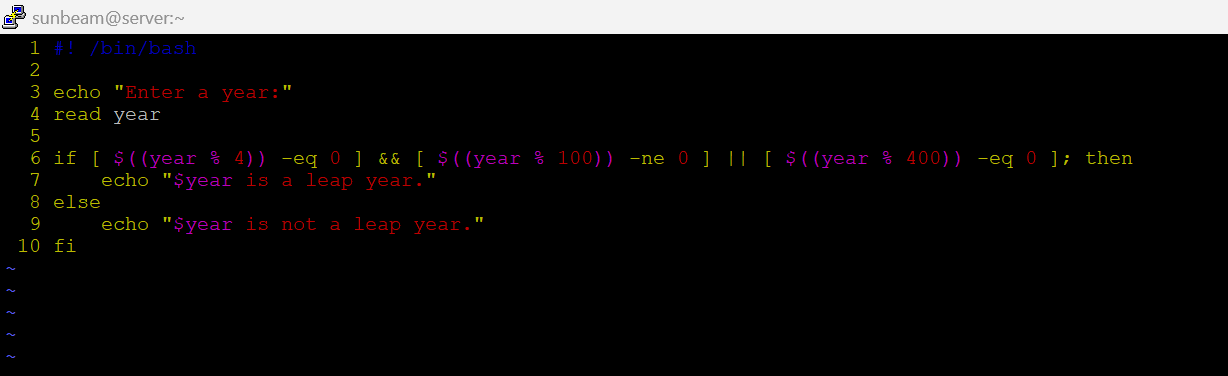 sunbeam@server:~
1 #! /bin/bash
2
3 echo "Enter a year:"
4 read year
5
6 if [ $((year % 4)) -eq 0 ] && [ $((year % 100)) -ne 0 ] || [ $((year % 400)) -eq 0 ]; then
7     echo "$year is a leap year."
8 else
9     echo "$year is not a leap year."
10 fi
~
~
~
~
~